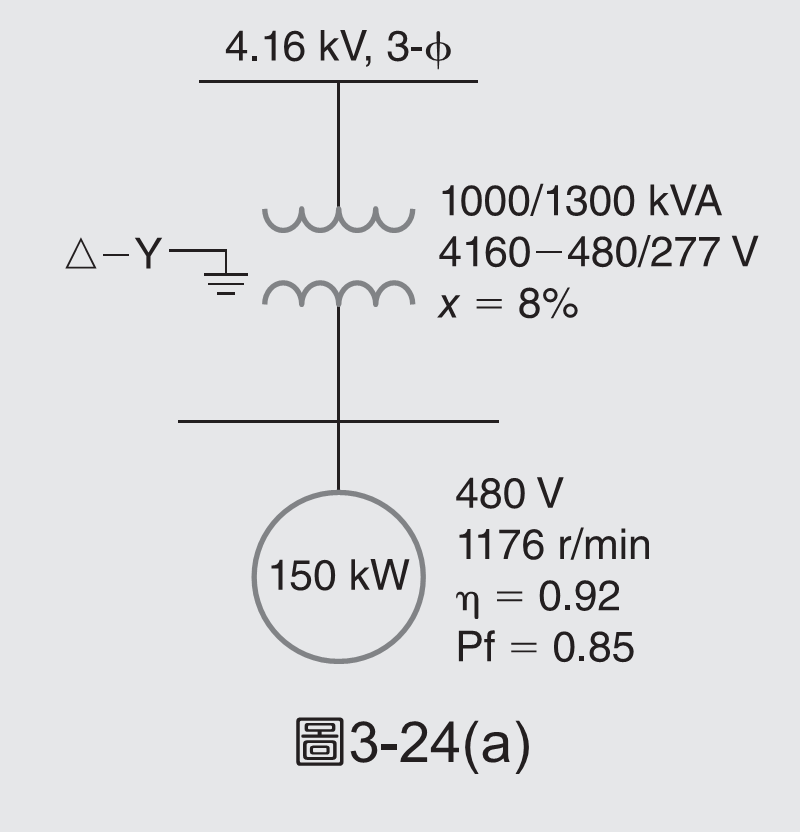 4.16 kV, 3-ϕ
1000/1300 kVA
△–Y
4160–480/277 V
x = 8%
480 V
1176 r/min
150 kW
η = 0.92
Pf = 0.85
圖3-24(a)